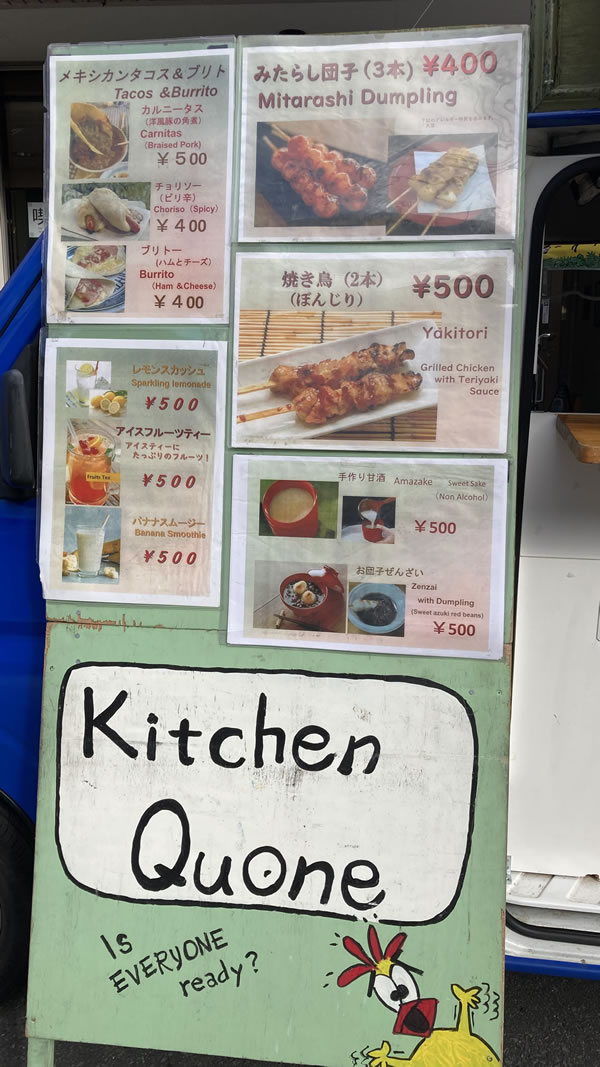 メキシカンタコス＆ブリトー
Tacos &Burrito
カルニータス
(洋風豚の角煮)
Carnitas
(Braised Pork)
￥500
チョリソー
(ピリ辛)
Choriso (Spicy)
￥400
ブリトー
(ハムとチーズ)
Burrito
(Ham &Cheese)
￥400
レモンスカッシュ
Sparkling lemonade
￥500
アイスフルーツティー
アイスティーに
たっぷりのフルーツ！
Fruits Tea
￥500
バナナスムージー
Banana Smoothie
￥500
みたらし団子(3本) ￥400
Mitarashi Dumpling
焼き鳥 (2本) ￥500
(ぼんじり)
Yakitori
Grilled Chicken
with Teriyaki
Sauce
手作り甘酒 Amazake Sweet Sake
(Non Alcohol)
￥500
お団子ぜんざい
Zenzai
with Dumpling
(Sweet azuki red beans)
￥500
Kitchen
Quone
Is
EVERYONE
ready?